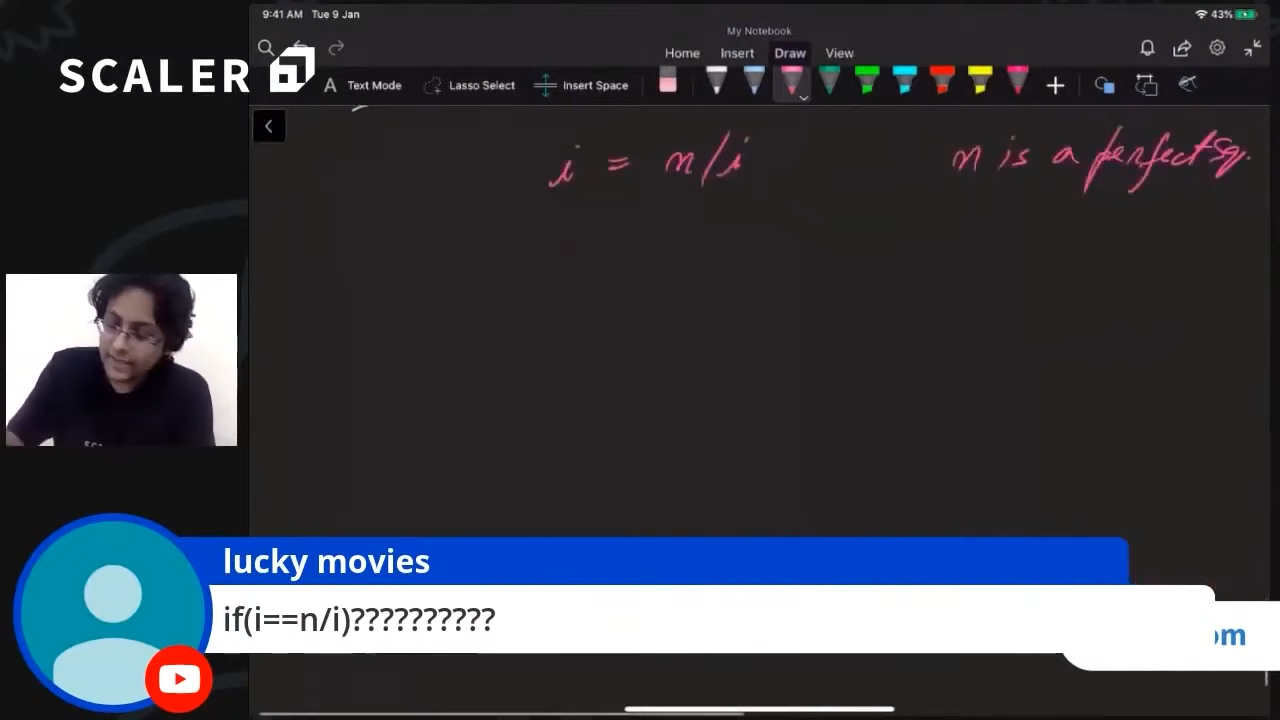 9:41 AM Tue 9 Jan
43%
My Notebook
SCALER
Home Insert Draw View
Text Mode Lasso Select Insert Space
i = n/i
n is a perfect sq.
lucky movies
if(i==n/i)??????????
om